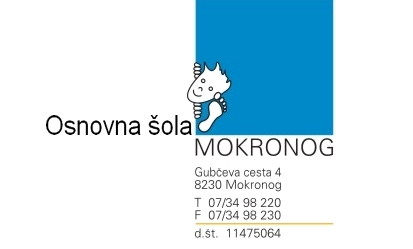 Osnovna šola
MOKRONOG
Gubčeva cesta 4
8230 Mokronog
T 07/34 98 220
F 07/34 98 230
d.št. 11475064